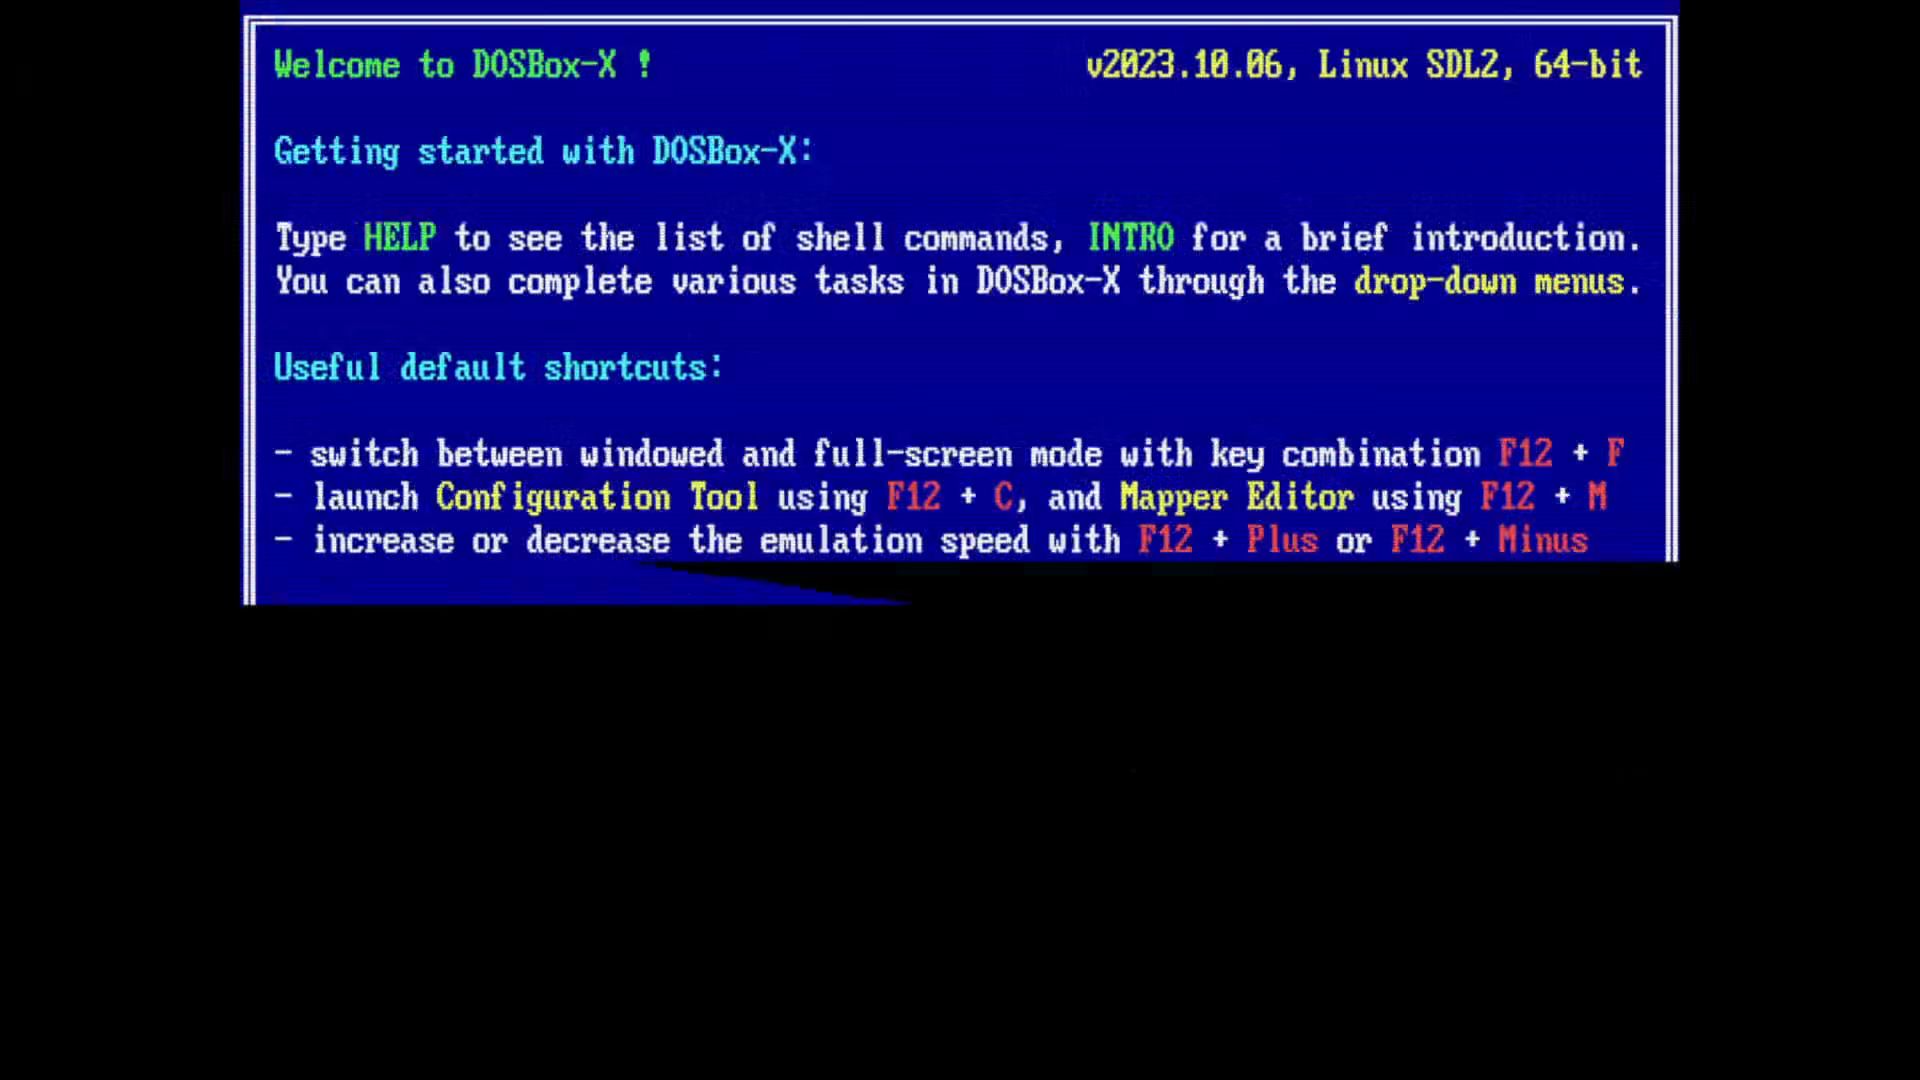 Welcome to DOSBox-X ! v2023.10.06, Linux SDL2, 64-bit
Getting started with DOSBox-X:
Type HELP to see the list of shell commands, INTRO for a brief introduction.
You can also complete various tasks in DOSBox-X through the drop-down menus.
Useful default shortcuts:
- switch between windowed and full-screen mode with key combination F12 + F
- launch Configuration Tool using F12 + C, and Mapper Editor using F12 + M
- increase or decrease the emulation speed with F12 + Plus or F12 + Minus